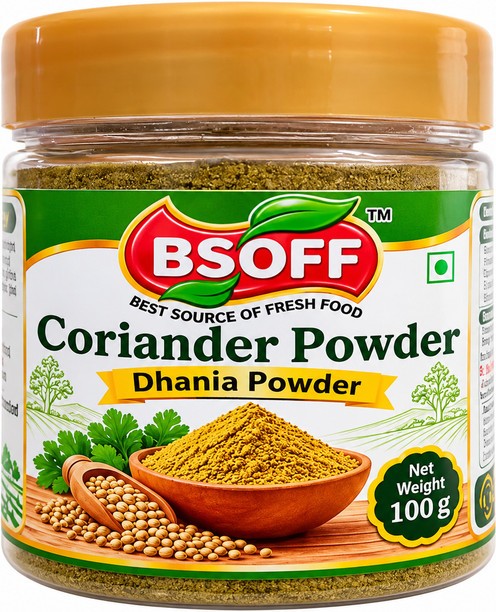 BSOFF
TM
BEST SOURCE OF FRESH FOOD
Coriander Powder
Dhania Powder
Net
Weight
100 g